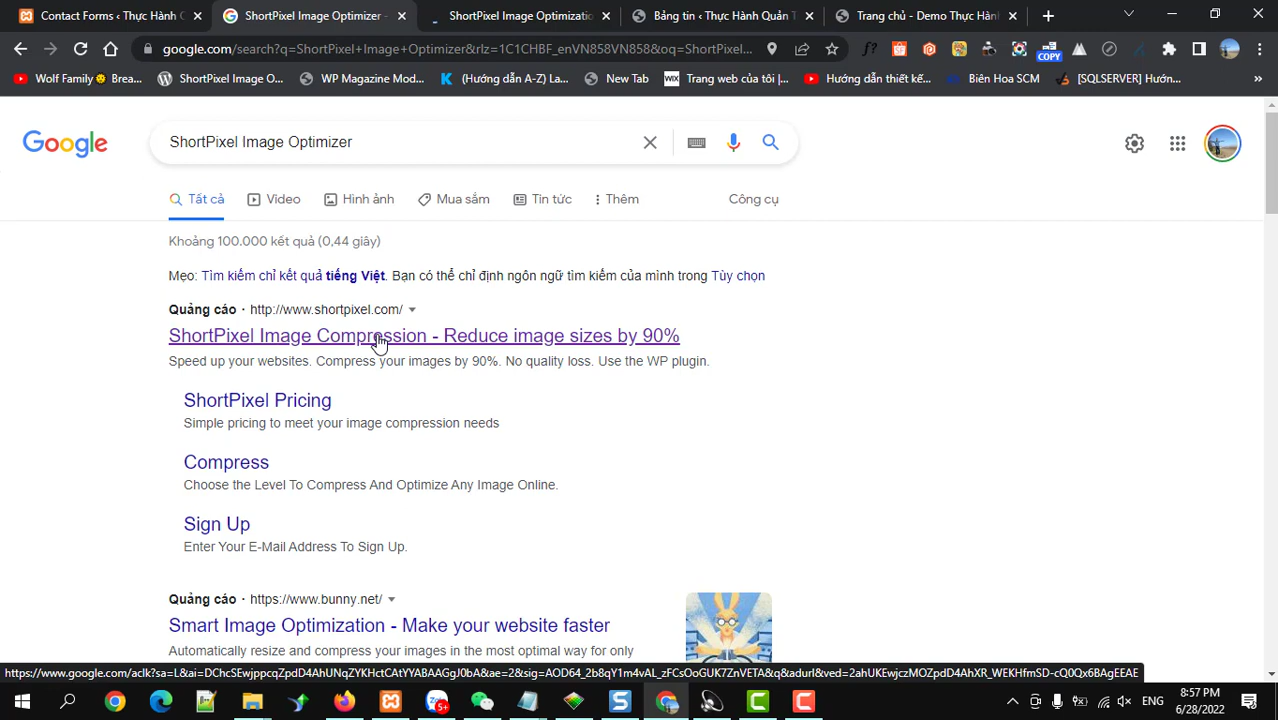 Contact Forms ‹ Thực Hành Q
ShortPixel Image Optimizer -
ShortPixel Image Optimizatio
Bảng tin ‹ Thực Hành Quản T
Trang chủ - Demo Thực Hành
google.com/search?q=ShortPixel+Image+Optimizer&rlz=1C1CHBF_enVN858VN858&oq=ShortPixel...
f?
COPY
Wolf Family Brea...
ShortPixel Image O...
WP Magazine Mod...
(Hướng dẫn A-Z) La...
New Tab
WIX
Trang web của tôi |...
Hướng dẫn thiết kế...
Biên Hoa SCM
[SQLSERVER] Hướn...
Google
ShortPixel Image Optimizer
Tất cả
Video
Hình ảnh
Mua sắm
Tin tức
Thêm
Công cụ
Khoảng 100.000 kết quả (0,44 giây)
Mẹo: Tìm kiếm chỉ kết quả tiếng Việt. Bạn có thể chỉ định ngôn ngữ tìm kiếm của mình trong Tùy chọn
Quảng cáo · http://www.shortpixel.com/
ShortPixel Image Compression - Reduce image sizes by 90%
Speed up your websites. Compress your images by 90%. No quality loss. Use the WP plugin.
ShortPixel Pricing
Simple pricing to meet your image compression needs
Compress
Choose the Level To Compress And Optimize Any Image Online.
Sign Up
Enter Your E-Mail Address To Sign Up.
Quảng cáo · https://www.bunny.net/
Smart Image Optimization - Make your website faster
Automatically resize and compress your images in the most optimal way for only
5+
ENG
8:57 PM
6/28/2022